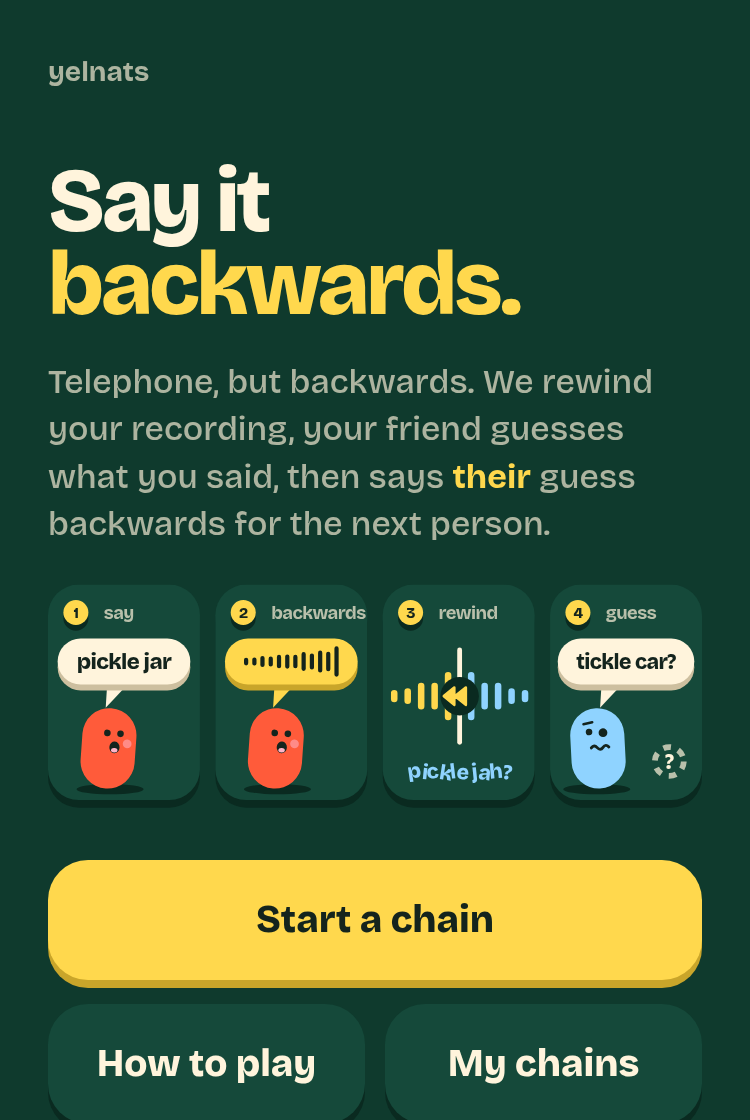 yelnats
Say it
backwards.
Telephone, but backwards. We rewind
your recording, your friend guesses
what you said, then says their guess
backwards for the next person.
1 say
pickle jar
2 backwards
3 rewind
pickle jah?
4 guess
tickle car?
?
Start a chain
How to play
My chains